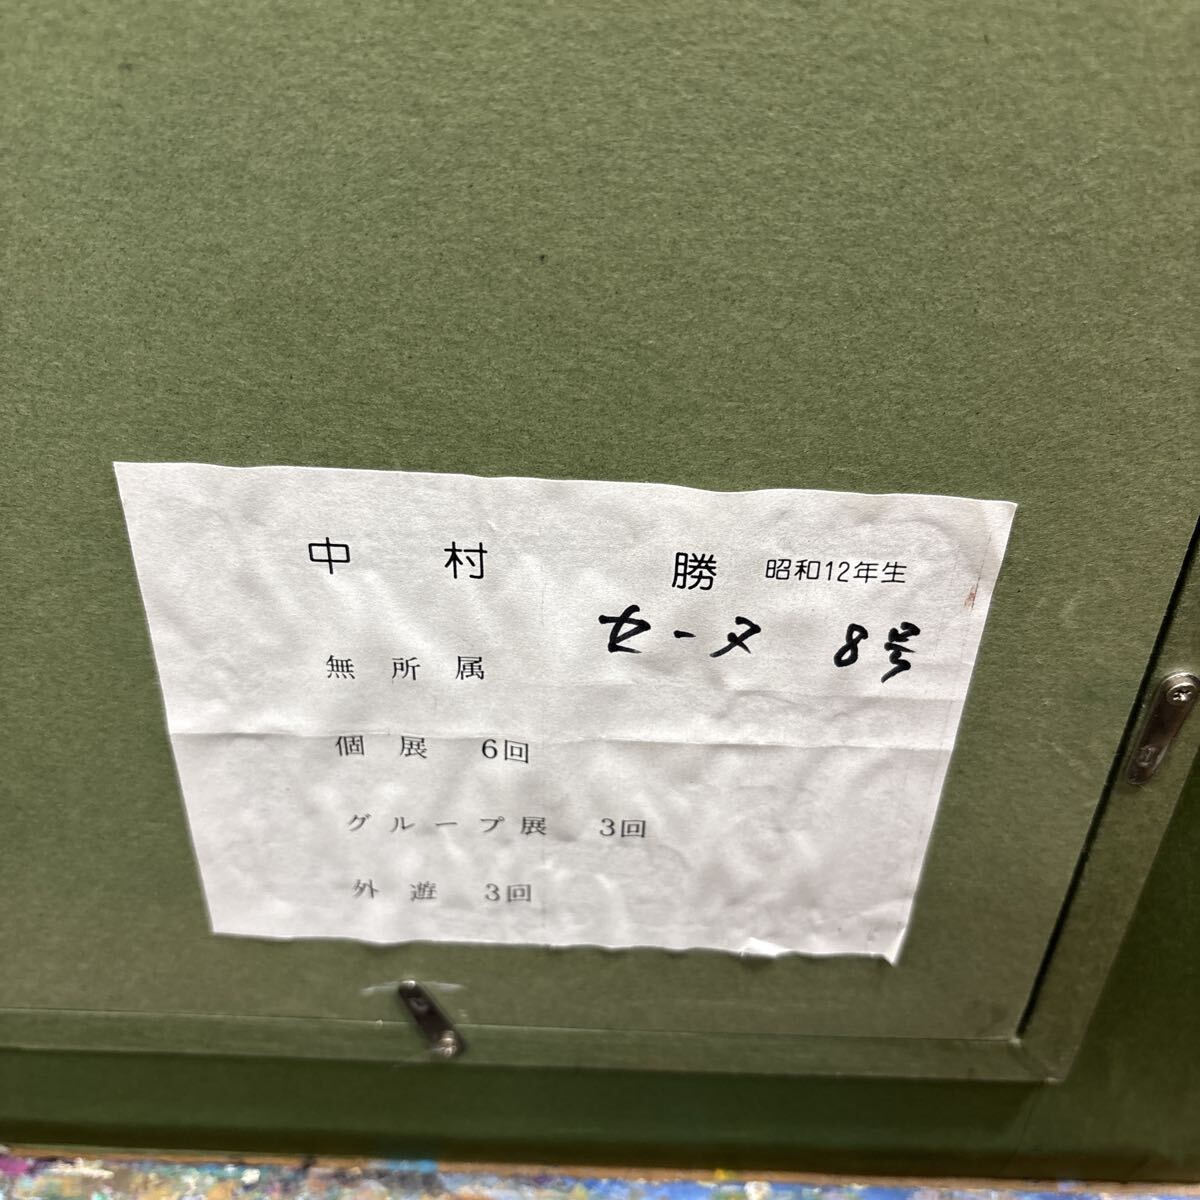 中村 勝 昭和12年生
セーヌ 8号
無所属
個展 6回
グループ展 3回
外遊 3回